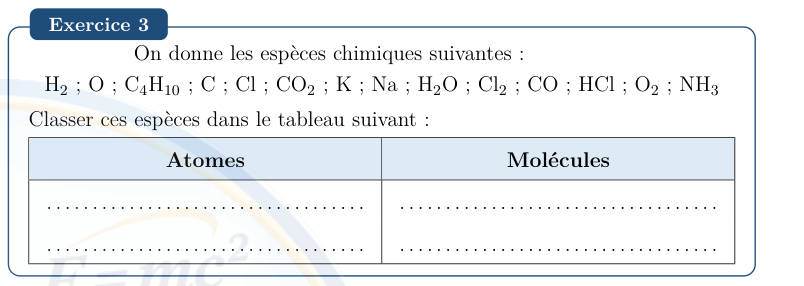 Exercice 3
On donne les espèces chimiques suivantes :
H₂ ; O ; C₄H₁₀ ; C ; Cl ; CO₂ ; K ; Na ; H₂O ; Cl₂ ; CO ; HCl ; O₂ ; NH₃
Classer ces espèces dans le tableau suivant :
Atomes Molécules
................................... ...................................
................................... ...................................
E=mc²